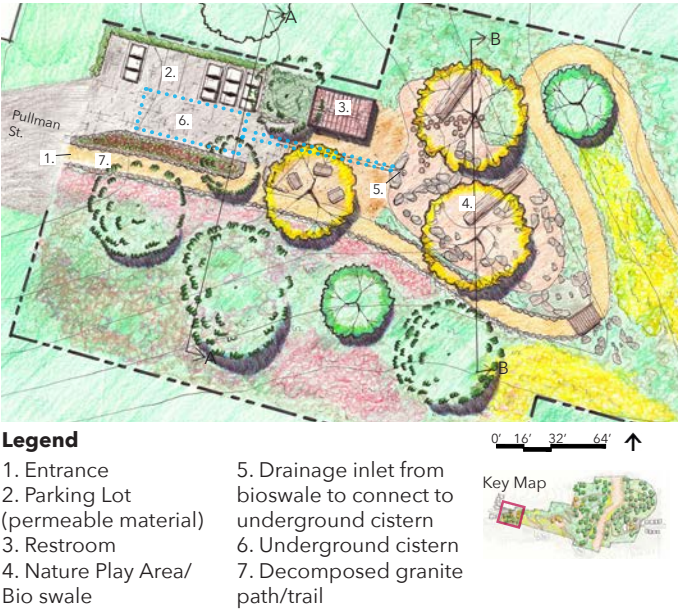 A
B
2.
3.
6.
Pullman
St.
1.
7.
5.
4.
A
B
Legend
1. Entrance
2. Parking Lot
(permeable material)
3. Restroom
4. Nature Play Area/
Bio swale
5. Drainage inlet from
bioswale to connect to
underground cistern
6. Underground cistern
7. Decomposed granite
path/trail
0' 16' 32' 64'
Key Map